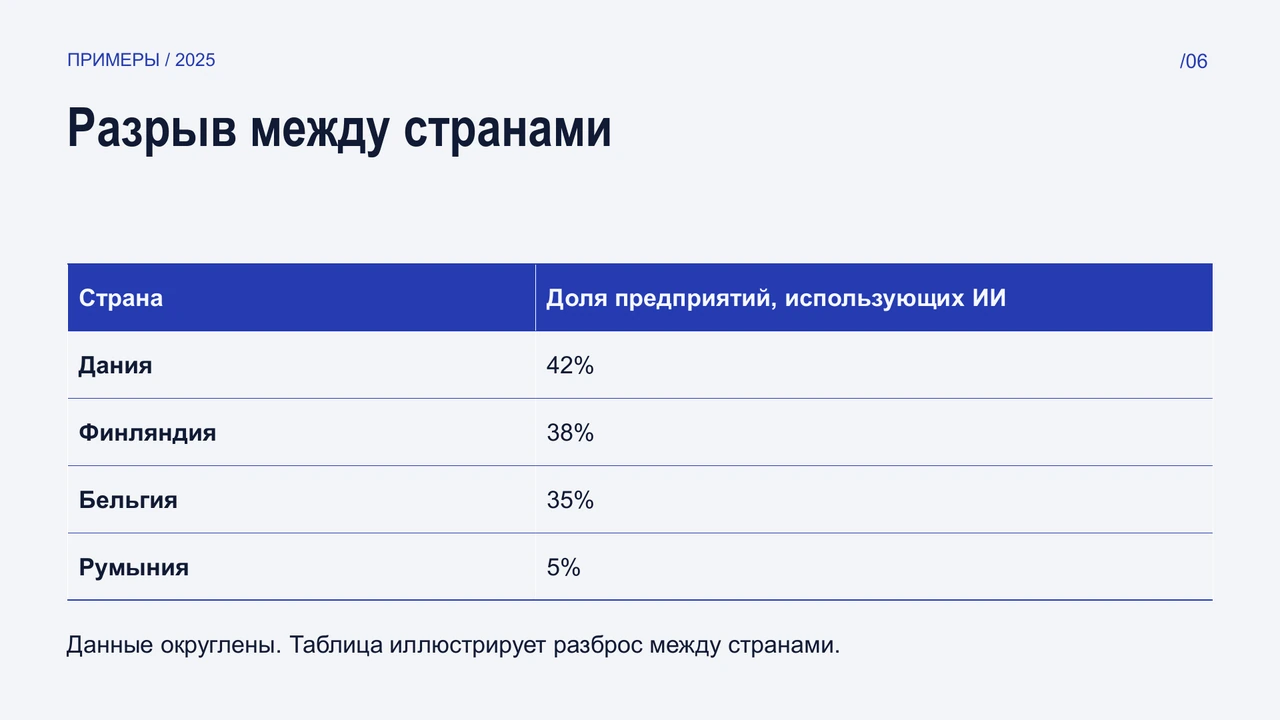 ПРИМЕРЫ / 2025
/06
Разрыв между странами
Страна
Доля предприятий, использующих ИИ
Дания
42%
Финляндия
38%
Бельгия
35%
Румыния
5%
Данные округлены. Таблица иллюстрирует разброс между странами.